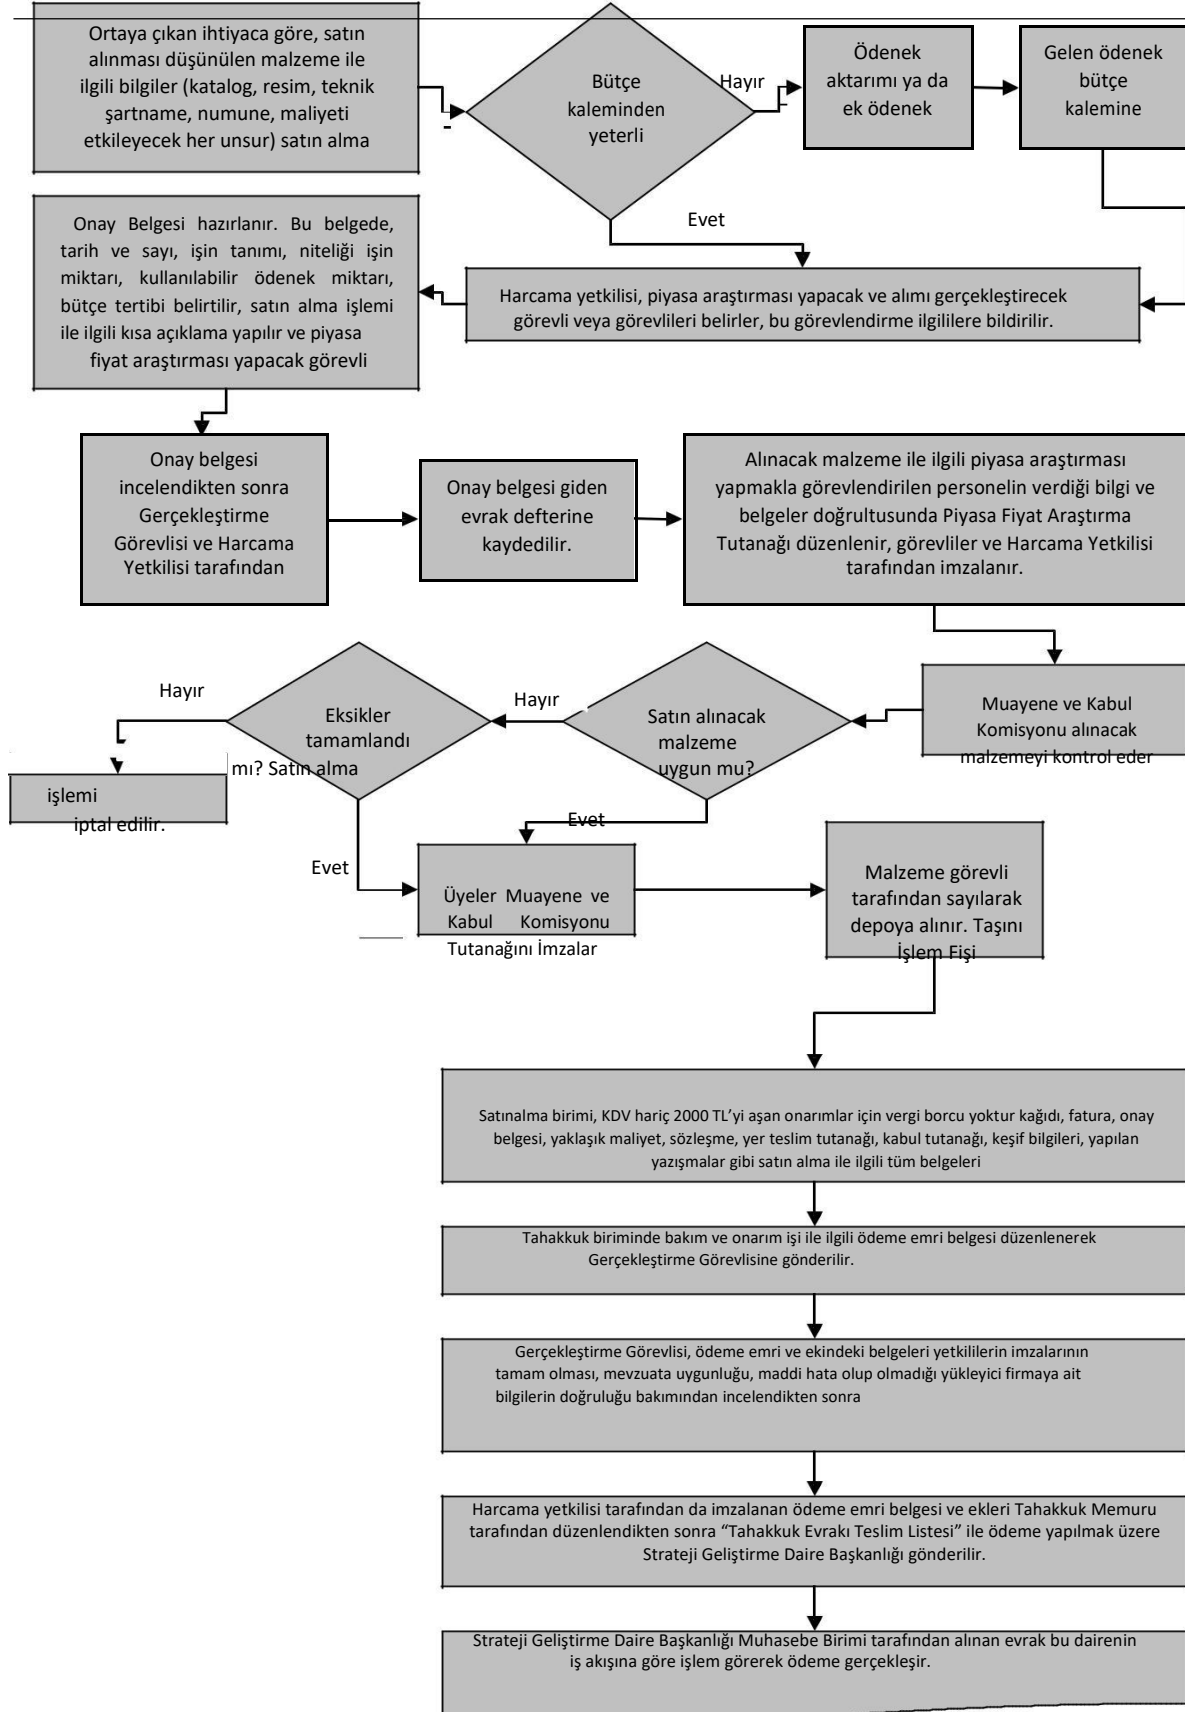 Ortaya çıkan ihtiyaca göre, satın
alınması düşünülen malzeme ile
ilgili bilgiler (katalog, resim, teknik
şartname, numune, maliyeti
etkileyecek her unsur) satın alma
Bütçe
kaleminden
yeterli
Hayır
Ödenek
aktarımı ya da
ek ödenek
Gelen ödenek
bütçe
kalemine
Evet
Harcama yetkilisi, piyasa araştırması yapacak ve alımı gerçekleştirecek
görevli veya görevlileri belirler, bu görevlendirme ilgililere bildirilir.
Onay Belgesi hazırlanır. Bu belgede,
tarih ve sayı, işin tanımı, niteliği işin
miktarı, kullanılabilir ödenek miktarı,
bütçe tertibi belirtilir, satın alma işlemi
ile ilgili kısa açıklama yapılır ve piyasa
fiyat araştırması yapacak görevli
Onay belgesi
incelendikten sonra
Gerçekleştirme
Görevlisi ve Harcama
Yetkilisi tarafından
Onay belgesi giden
evrak defterine
kaydedilir.
Alınacak malzeme ile ilgili piyasa araştırması
yapmakla görevlendirilen personelin verdiği bilgi ve
belgeler doğrultusunda Piyasa Fiyat Araştırma
Tutanağı düzenlenir, görevliler ve Harcama Yetkilisi
tarafından imzalanır.
Muayene ve Kabul
Komisyonu alınacak
malzemeyi kontrol eder
Satın alınacak
malzeme
uygun mu?
Hayır
Eksikler
tamamlandı
mı? Satın alma
Hayır
işlemi
iptal edilir.
Evet
Evet
Üyeler Muayene ve
Kabul Komisyonu
Tutanağını İmzalar
Malzeme görevli
tarafından sayılarak
depoya alınır. Taşını
İşlem Fişi
Satınalma birimi, KDV hariç 2000 TL’yi aşan onarımlar için vergi borcu yoktur kağıdı, fatura, onay
belgesi, yaklaşık maliyet, sözleşme, yer teslim tutanağı, kabul tutanağı, keşif bilgileri, yapılan
yazışmalar gibi satın alma ile ilgili tüm belgeleri
Tahakkuk biriminde bakım ve onarım işi ile ilgili ödeme emri belgesi düzenlenerek
Gerçekleştirme Görevlisine gönderilir.
Gerçekleştirme Görevlisi, ödeme emri ve ekindeki belgeleri yetkililerin imzalarının
tamam olması, mevzuata uygunluğu, maddi hata olup olmadığı yükleyici firmaya ait
bilgilerin doğruluğu bakımından incelendikten sonra
Harcama yetkilisi tarafından da imzalanan ödeme emri belgesi ve ekleri Tahakkuk Memuru
tarafından düzenlendikten sonra “Tahakkuk Evrakı Teslim Listesi” ile ödeme yapılmak üzere
Strateji Geliştirme Daire Başkanlığı gönderilir.
Strateji Geliştirme Daire Başkanlığı Muhasebe Birimi tarafından alınan evrak bu dairenin
iş akışına göre işlem görerek ödeme gerçekleşir.